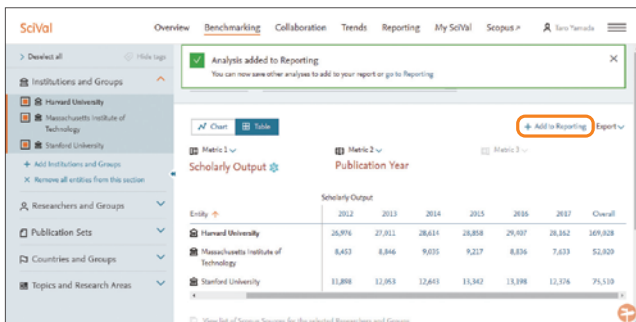 SciVal
Overview Benchmarking Collaboration Trends Reporting My SciVal Scopus Taro Yamada
Deselect all Hide tags
Analysis added to Reporting
You can now save other analyses to add to your report or go to Reporting
Institutions and Groups
Harvard University
Massachusetts Institute of
Technology
Stanford University
+ Add Institutions and Groups
× Remove all entities from this section
Researchers and Groups
Publication Sets
Countries and Groups
Topics and Research Areas
Chart Table
+ Add to Reporting Export
Metric 1 Metric 2 Metric 3
Scholarly Output Publication Year
Scholarly Output
Entity 2012 2013 2014 2015 2016 2017 Overall
Harvard University 26,976 27,011 28,614 28,858 29,407 28,162 169,028
Massachusetts Institute of
Technology 8,453 8,846 9,035 9,217 8,836 7,633 52,020
Stanford University 11,898 12,053 12,643 13,342 13,198 12,376 75,510